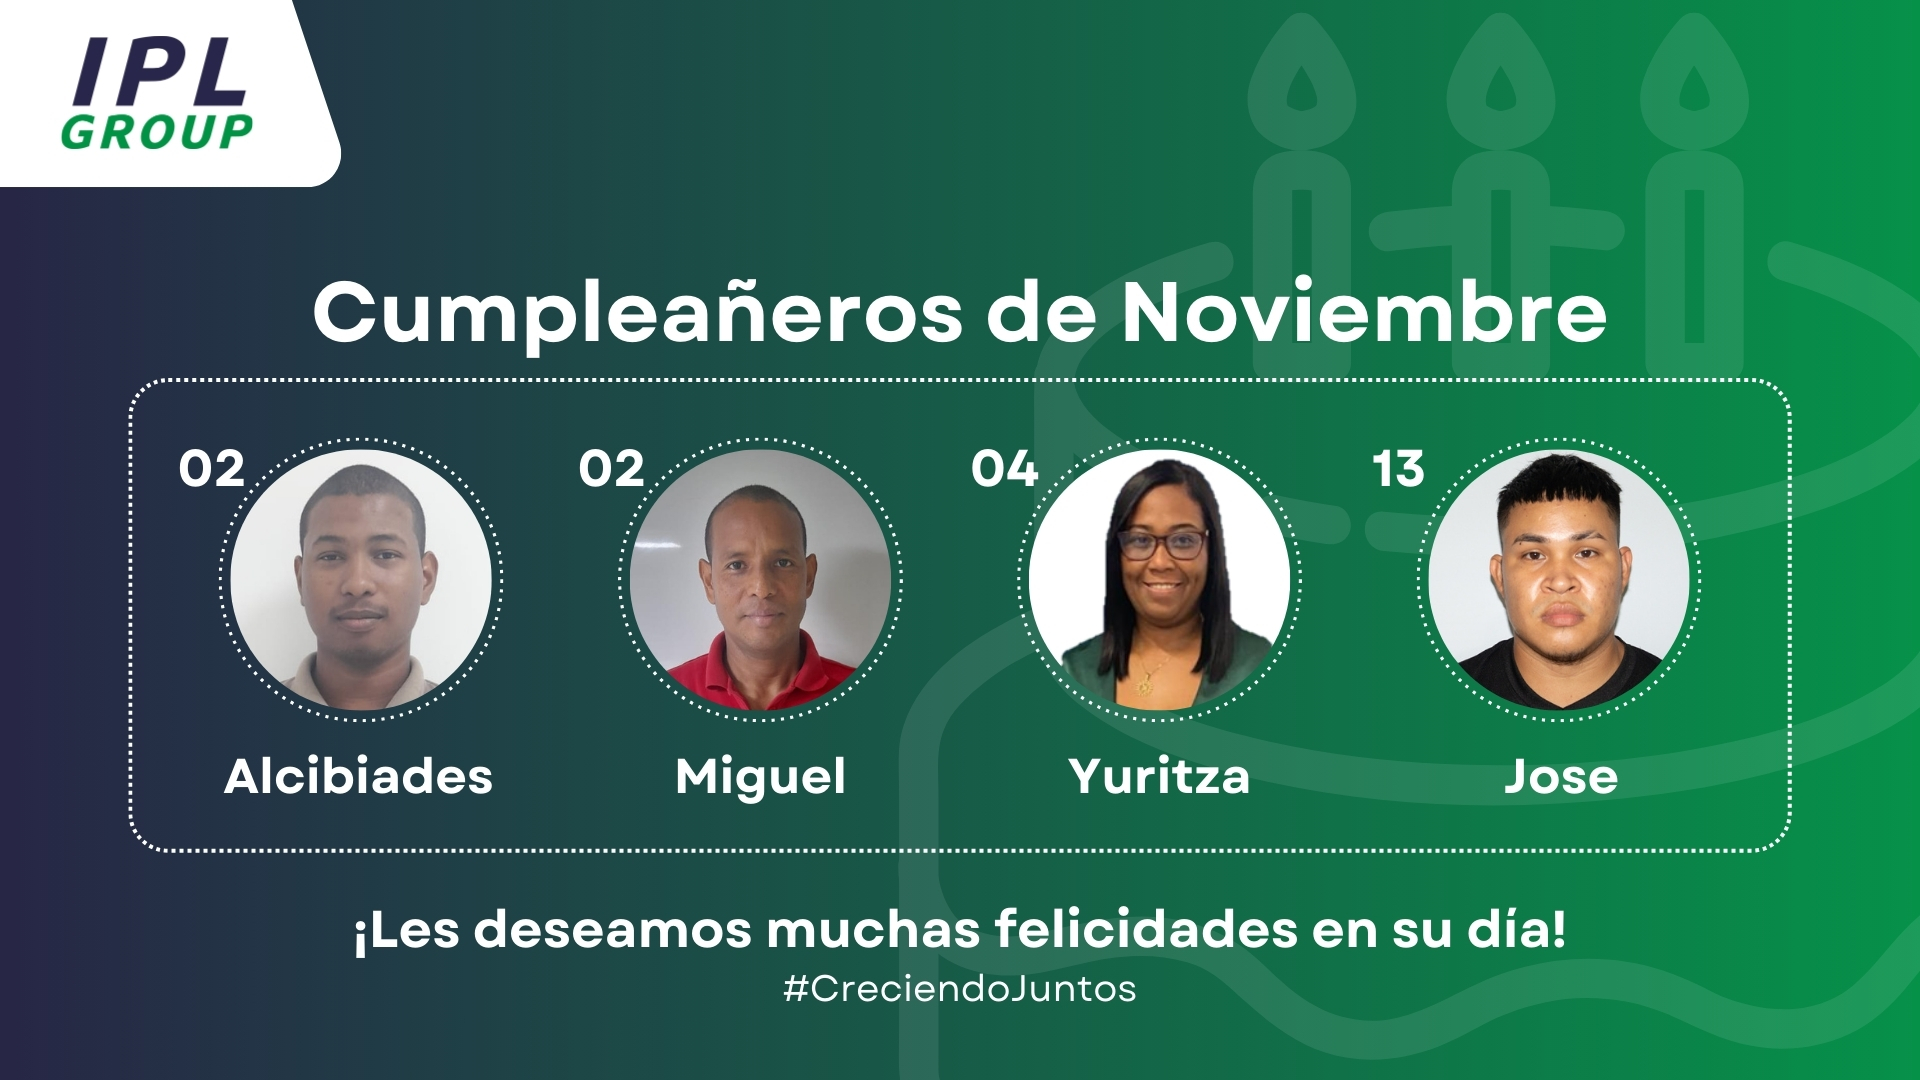 IPL
GROUP
Cumpleañeros de Noviembre
02
02
04
13
Alcibiades
Miguel
Yuritza
Jose
¡Les deseamos muchas felicidades en su día!
#CreciendoJuntos